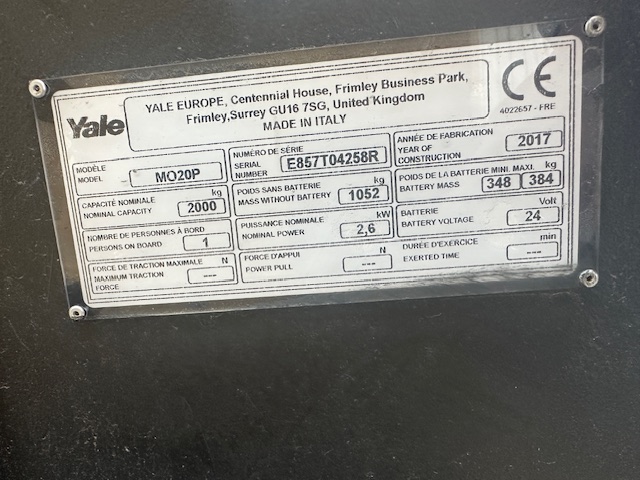 Yale
YALE EUROPE, Centennial House, Frimley Business Park,
Frimley,Surrey GU16 7SG, United Kingdom
MADE IN ITALY
CE
4022657 - FRE
MODÈLE
MODEL
MO20P
NUMÉRO DE SÉRIE
SERIAL
NUMBER
E857T04258R
ANNÉE DE FABRICATION
YEAR OF
CONSTRUCTION
2017
CAPACITÉ NOMINALE
NOMINAL CAPACITY
kg
2000
POIDS SANS BATTERIE
MASS WITHOUT BATTERY
kg
1052
POIDS DE LA BATTERIE MINI. MAXI.
BATTERY MASS
kg
348
384
NOMBRE DE PERSONNES À BORD
PERSONS ON BOARD
1
PUISSANCE NOMINALE
NOMINAL POWER
kW
2,6
BATTERIE
BATTERY VOLTAGE
Volt
24
FORCE DE TRACTION MAXIMALE
MAXIMUM TRACTION
FORCE
N
---
FORCE D'APPUI
POWER PULL
N
---
DURÉE D'EXERCICE
EXERTED TIME
min
---